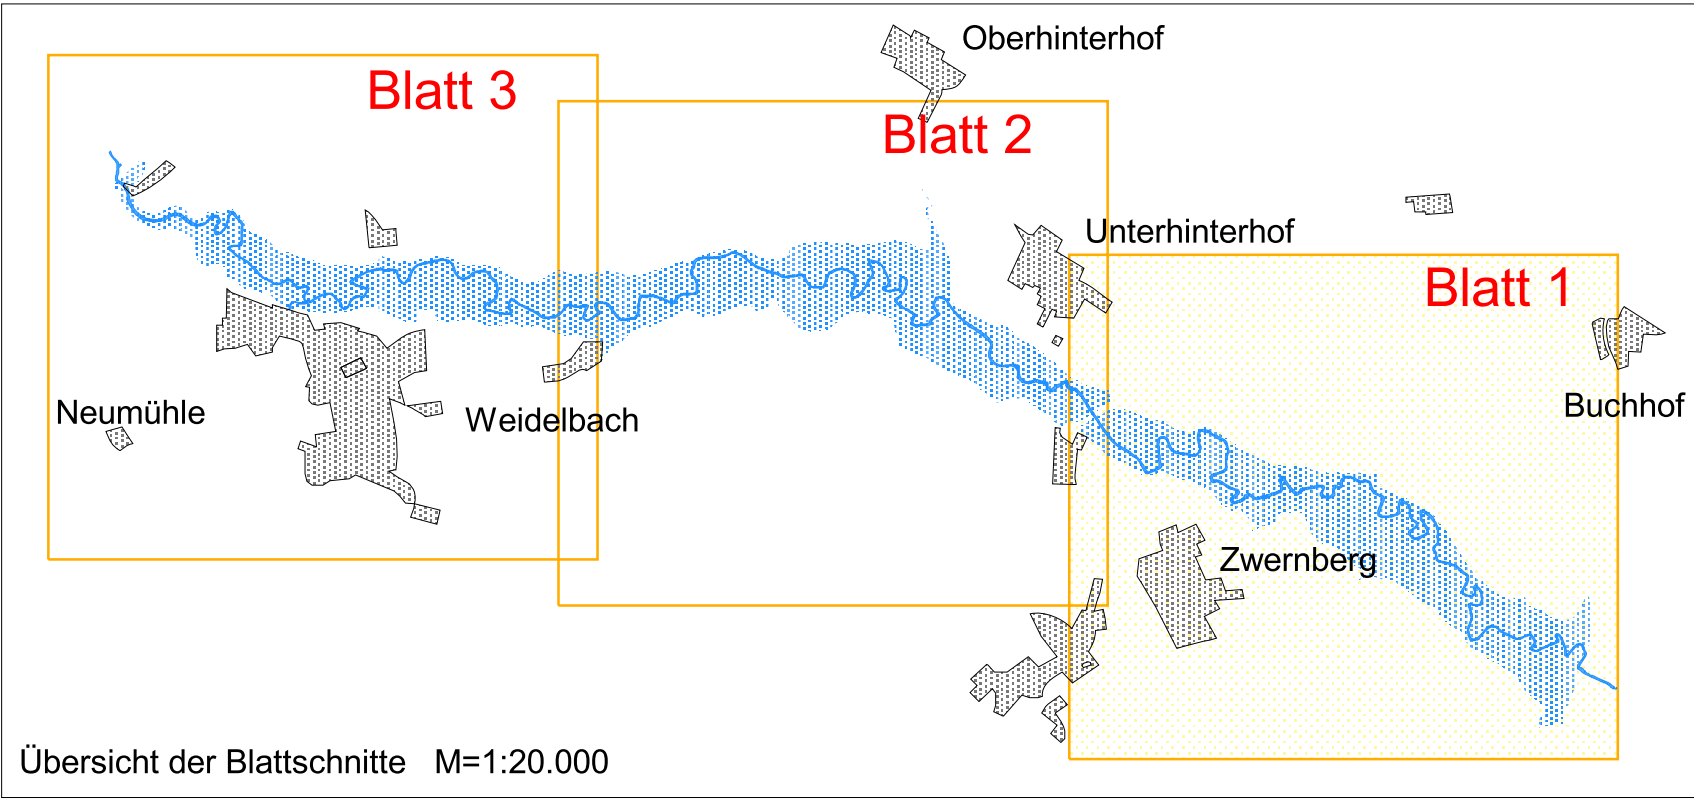 Oberhinterhof
Blatt 3
Blatt 2
Unterhinterhof
Blatt 1
Neumühle
Weidelbach
Buchhof
Zwernberg
Übersicht der Blattschnitte M=1:20.000